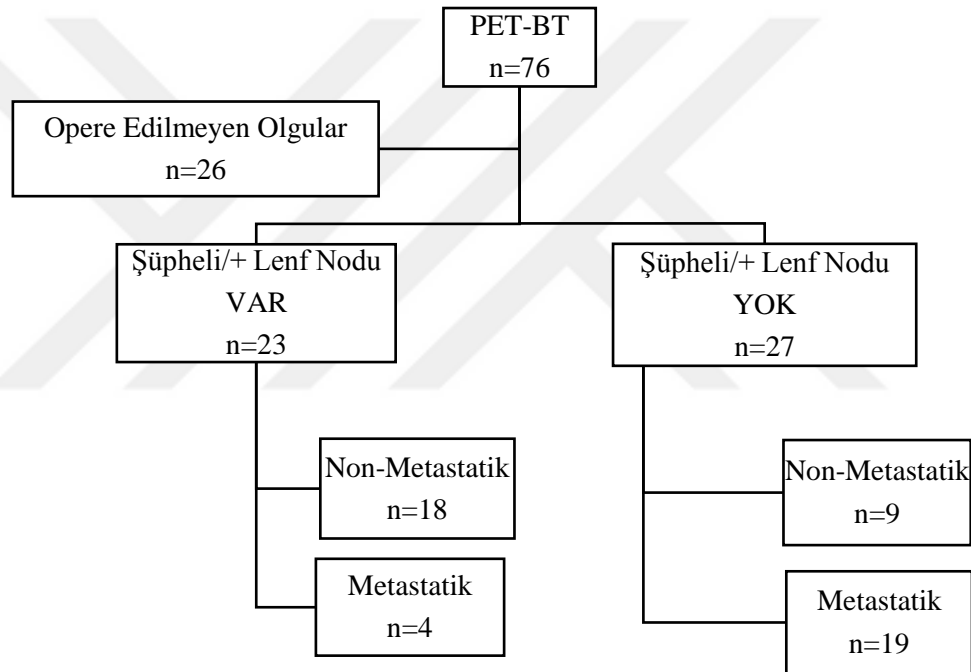 PET-BT
n=76
Opere Edilmeyen Olgular
n=26
Şüpheli/+ Lenf Nodu
VAR
n=23
Şüpheli/+ Lenf Nodu
YOK
n=27
Non-Metastatik
n=18
Metastatik
n=4
Non-Metastatik
n=9
Metastatik
n=19